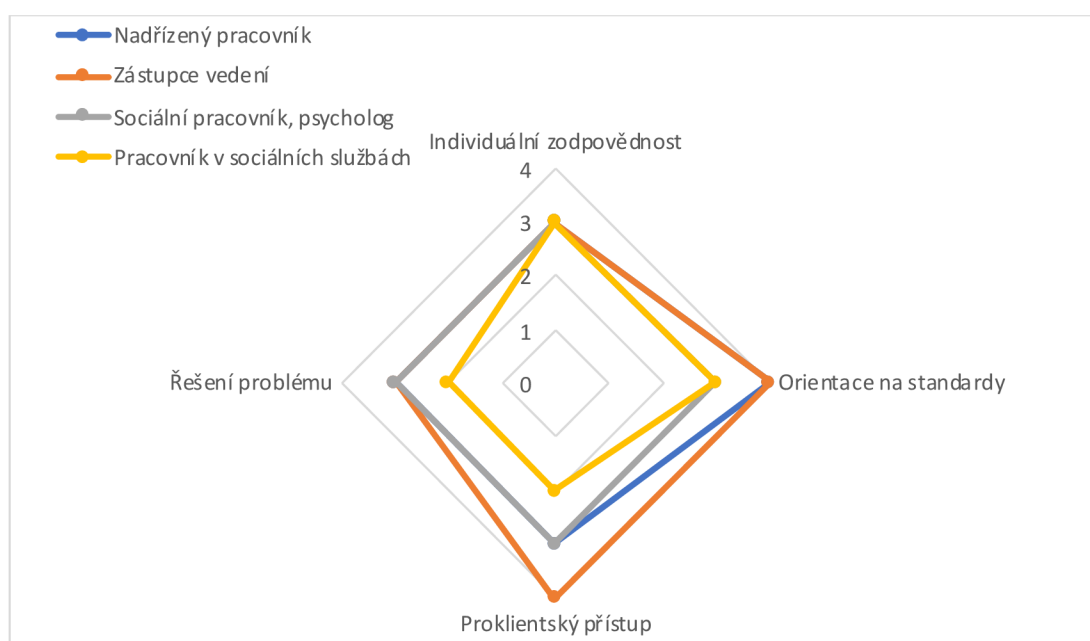 Nadřízený pracovník
Zástupce vedení
Sociální pracovník, psycholog
Pracovník v sociálních službách
Individuální zodpovědnost
4
3
2
1
0
Řešení problému
Orientace na standardy
Proklientský přístup